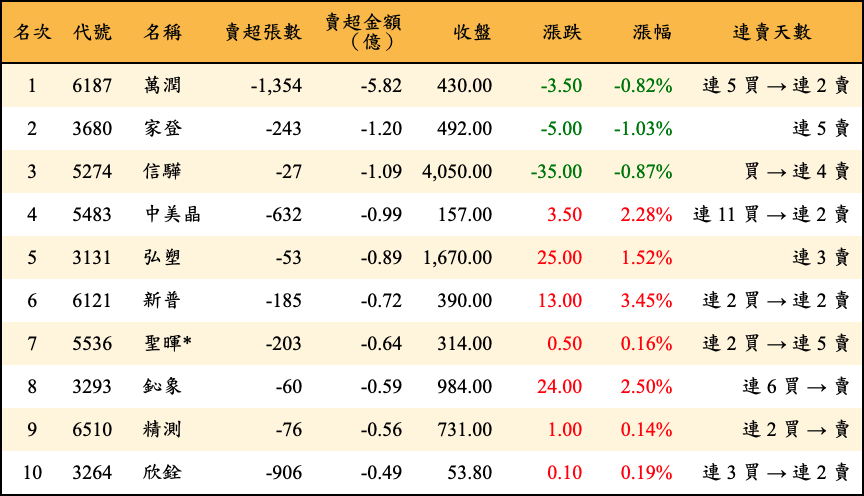 名次 代號 名稱 賣超張數 賣超金額（億） 收盤 漲跌 漲幅 連賣天數
1 6187 萬潤 -1,354 -5.82 430.00 -3.50 -0.82% 連 5 買 → 連 2 賣
2 3680 家登 -243 -1.20 492.00 -5.00 -1.03% 連 5 賣
3 5274 信驊 -27 -1.09 4,050.00 -35.00 -0.87% 買 → 連 4 賣
4 5483 中美晶 -632 -0.99 157.00 3.50 2.28% 連 11 買 → 連 2 賣
5 3131 弘塑 -53 -0.89 1,670.00 25.00 1.52% 連 3 賣
6 6121 新普 -185 -0.72 390.00 13.00 3.45% 連 2 買 → 連 2 賣
7 5536 聖暉* -203 -0.64 314.00 0.50 0.16% 連 2 買 → 連 5 賣
8 3293 鈊象 -60 -0.59 984.00 24.00 2.50% 連 6 買 → 賣
9 6510 精測 -76 -0.56 731.00 1.00 0.14% 連 2 買 → 賣
10 3264 欣銓 -906 -0.49 53.80 0.10 0.19% 連 3 買 → 連 2 賣